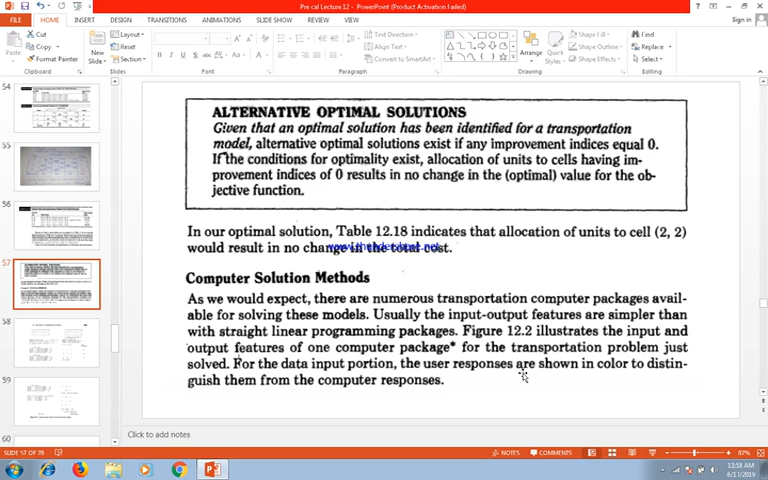 Pre cal Lecture 12 - PowerPoint (Product Activation Failed)
FILE HOME INSERT DESIGN TRANSITIONS ANIMATIONS SLIDE SHOW REVIEW VIEW Sign in
Cut
Copy
Format Painter
Paste
Clipboard
New
Slide
Layout
Reset
Section
Slides
Font
Text Direction
Align Text
Convert to SmartArt
Paragraph
Arrange
Quick
Styles
Shape Fill
Shape Outline
Shape Effects
Drawing
Find
Replace
Select
Editing
54
55
56
57
58
59
60
ALTERNATIVE OPTIMAL SOLUTIONS
Given that an optimal solution has been identified for a transportation
model, alternative optimal solutions exist if any improvement indices equal 0.
If the conditions for optimality exist, allocation of units to cells having im-
provement indices of 0 results in no change in the (optimal) value for the ob-
jective function.
In our optimal solution, Table 12.18 indicates that allocation of units to cell (2, 2)
would result in no change in the total cost.
Computer Solution Methods
As we would expect, there are numerous transportation computer packages avail-
able for solving these models. Usually the input-output features are simpler than
with straight linear programming packages. Figure 12.2 illustrates the input and
output features of one computer package* for the transportation problem just
solved. For the data input portion, the user responses are shown in color to distin-
guish them from the computer responses.
Click to add notes
SLIDE 57 OF 78 NOTES COMMENTS 87%
12:53 AM
6/11/2019